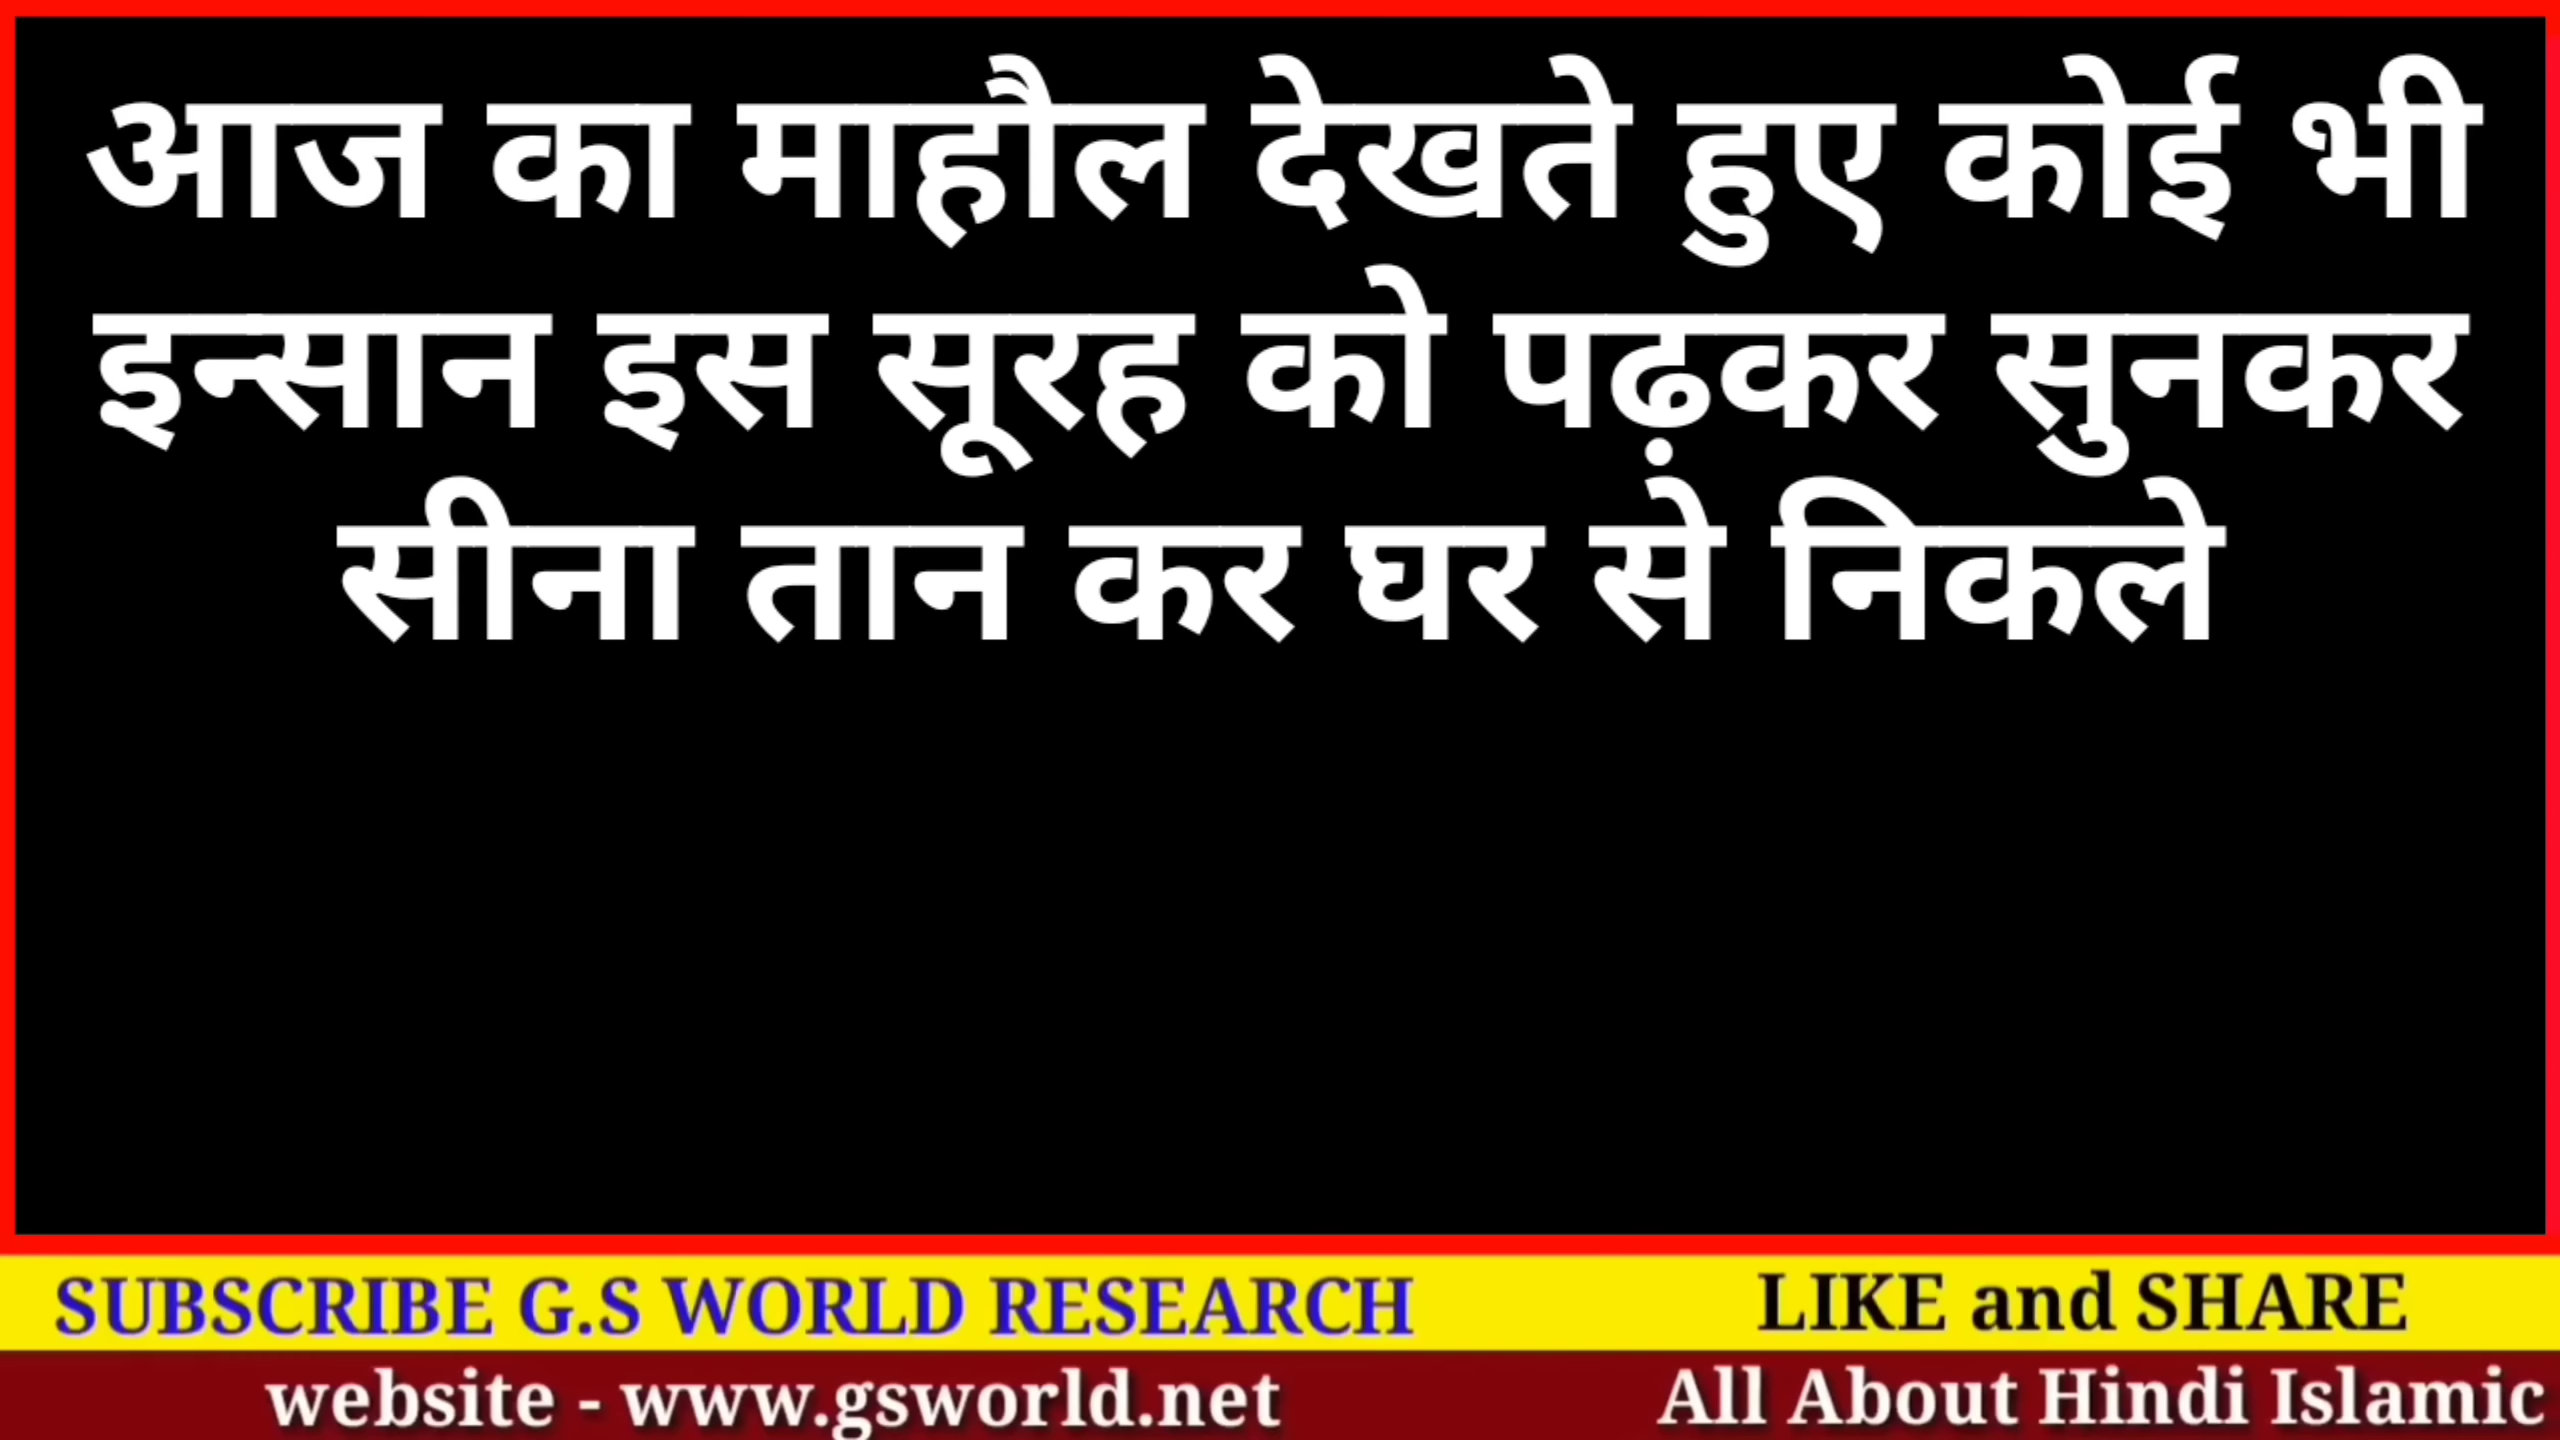 आज का माहौल देखते हुए कोई भी
इन्सान इस सूरह को पढ़कर सुनकर
सीना तान कर घर से निकले
SUBSCRIBE G.S WORLD RESEARCH
LIKE and SHARE
website - www.gsworld.net
All About Hindi Islamic